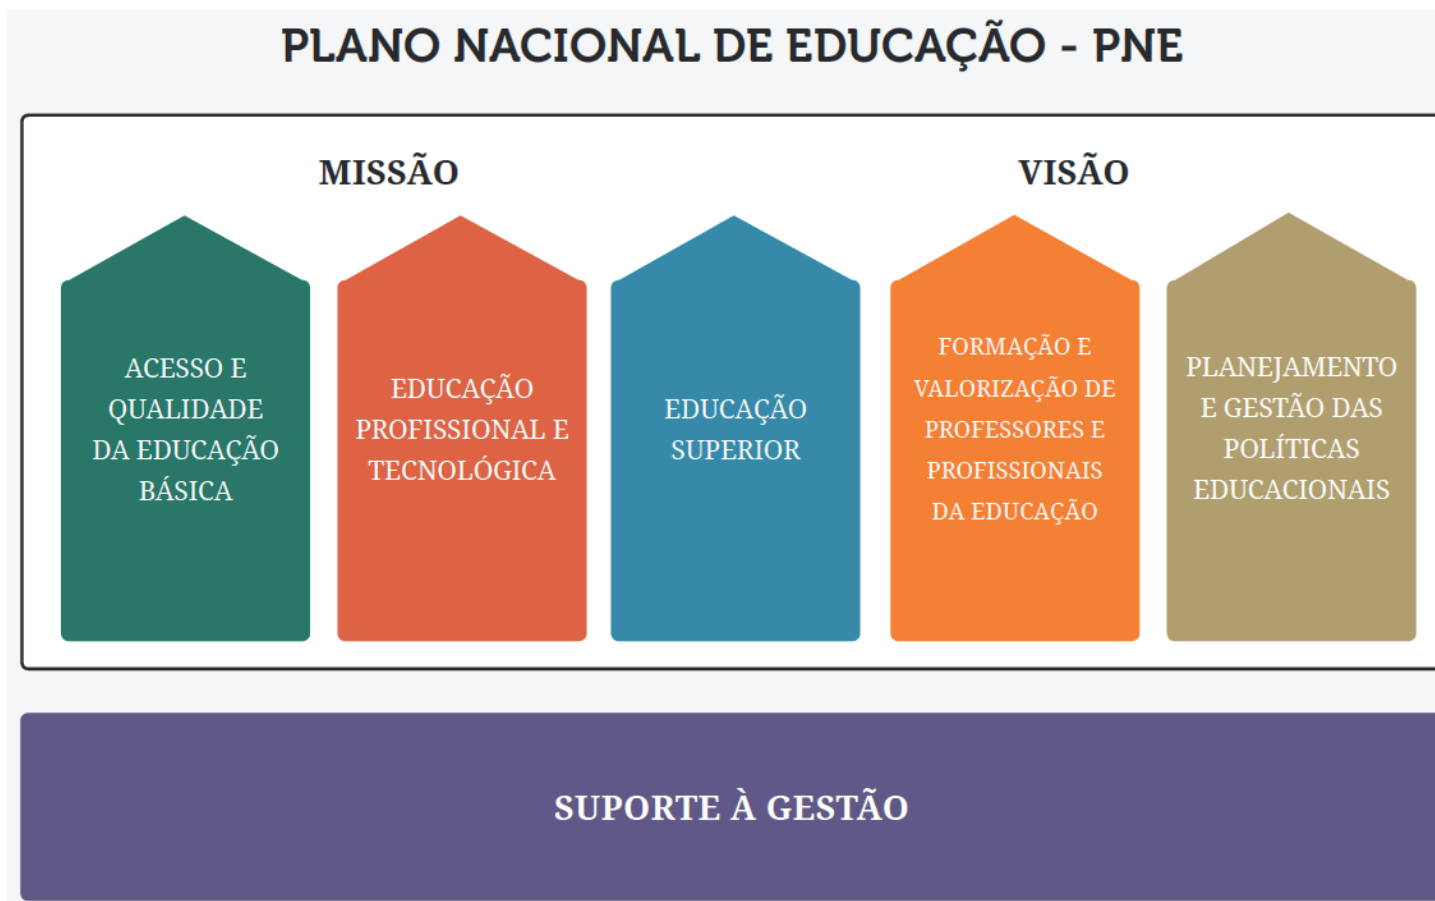 PLANO NACIONAL DE EDUCAÇÃO - PNE
MISSÃO
VISÃO
ACESSO E
QUALIDADE
DA EDUCAÇÃO
BÁSICA
EDUCAÇÃO
PROFISSIONAL E
TECNOLÓGICA
EDUCAÇÃO
SUPERIOR
FORMAÇÃO E
VALORIZAÇÃO DE
PROFESSORES E
PROFISSIONAIS
DA EDUCAÇÃO
PLANEJAMENTO
E GESTÃO DAS
POLÍTICAS
EDUCACIONAIS
SUPORTE À GESTÃO